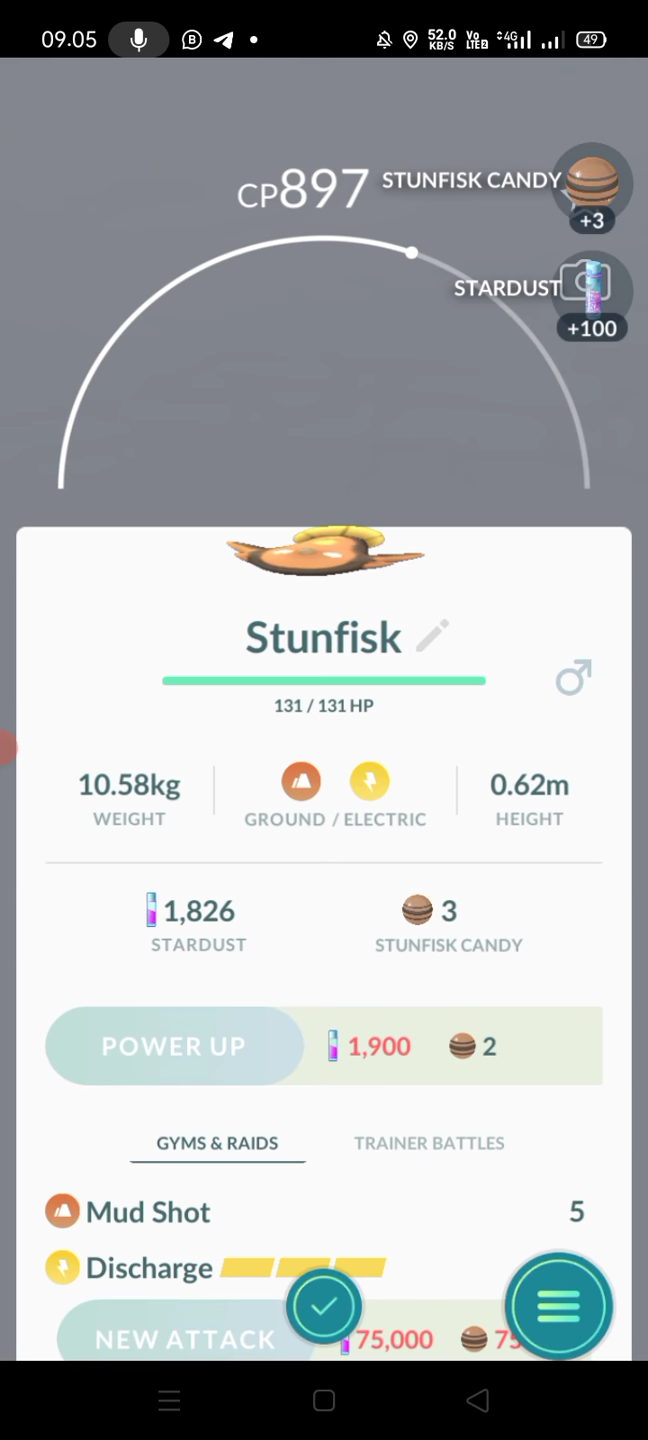 09.05
B
52.0
KB/S
Vo
LTE2
4G
49
CP897
STUNFISK CANDY
+3
STARDUST
+100
Stunfisk
131 / 131 HP
10.58kg
WEIGHT
GROUND / ELECTRIC
0.62m
HEIGHT
1,826
STARDUST
3
STUNFISK CANDY
POWER UP
1,900
2
GYMS & RAIDS
TRAINER BATTLES
Mud Shot
5
Discharge
NEW ATTACK
75,000
75